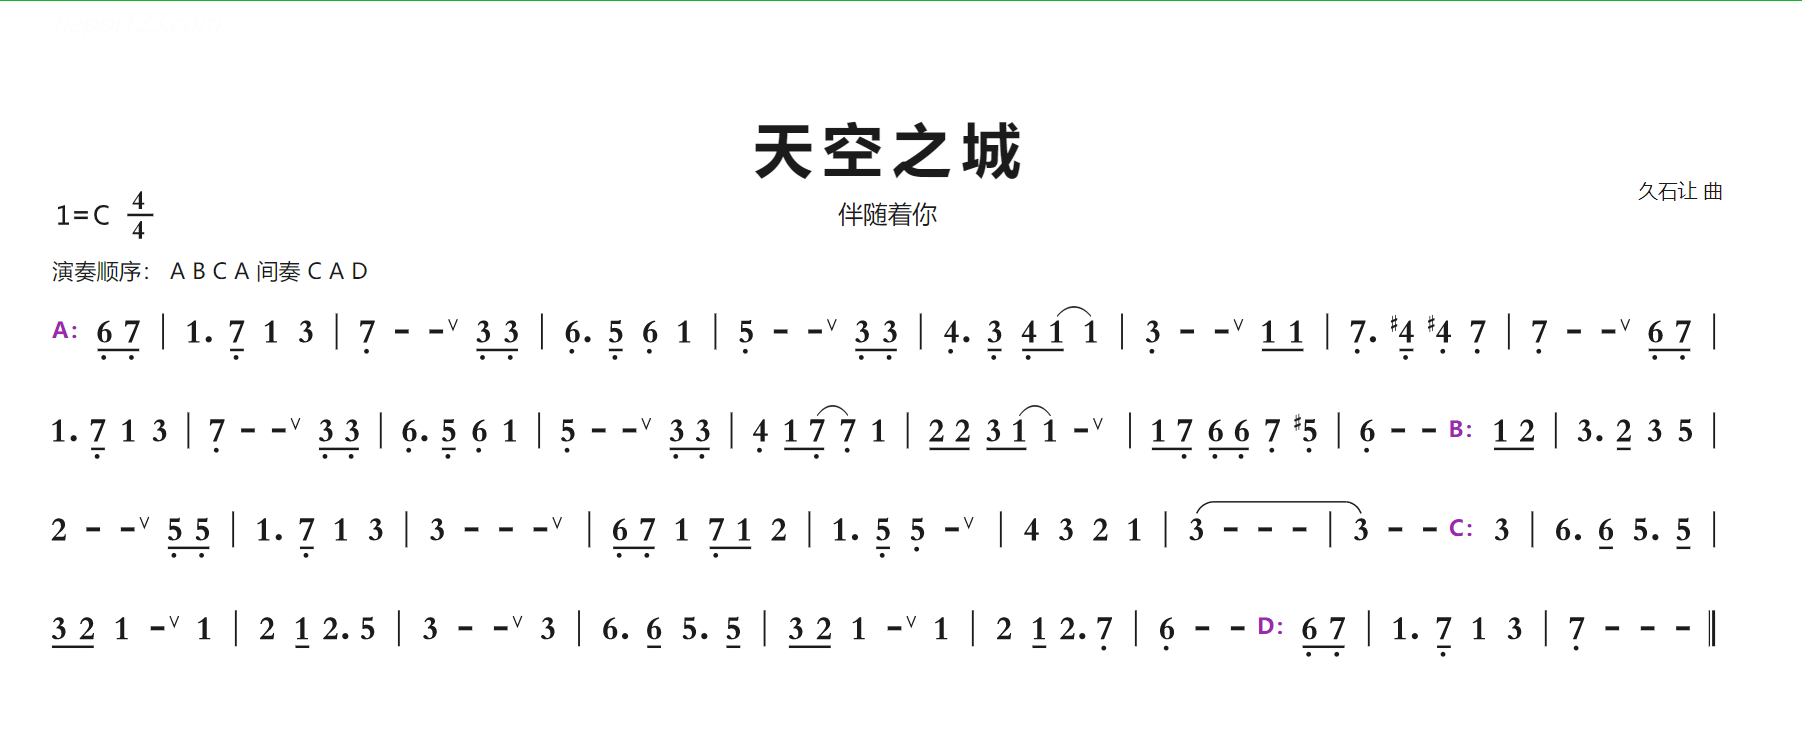 天空之城
久石让 曲
1=C 4/4
伴随着你
演奏顺序： A B C A 间奏 C A D
A: 6̣ 7̣ | 1. 7̣ 1 3 | 7̣ - -ⱽ 3̣ 3̣ | 6̣. 5̣ 6̣ 1 | 5̣ - -ⱽ 3̣ 3̣ | 4̣. 3̣ 4̣ 1 1 | 3̣ - -ⱽ 1 1 | 7̣. #4̣ #4̣ 7̣ | 7̣ - -ⱽ 6̣ 7̣ |
1. 7̣ 1 3 | 7̣ - -ⱽ 3̣ 3̣ | 6̣. 5̣ 6̣ 1 | 5̣ - -ⱽ 3̣ 3̣ | 4̣ 1 7̣ 7̣ 1 | 2 2 3 1 1 -ⱽ | 1 7̣ 6̣ 6̣ 7̣ #5̣ | 6̣ - - B: 1 2 | 3. 2 3 5 |
2 - -ⱽ 5̣ 5̣ | 1. 7̣ 1 3 | 3 - - -ⱽ | 6̣ 7̣ 1 7̣ 1 2 | 1. 5̣ 5̣ -ⱽ | 4 3 2 1 | 3 - - - | 3 - - C: 3 | 6. 6 5. 5 |
3 2 1 -ⱽ 1 | 2 1 2. 5 | 3 - -ⱽ 3 | 6. 6 5. 5 | 3 2 1 -ⱽ 1 | 2 1 2. 7̣ | 6̣ - - D: 6̣ 7̣ | 1. 7̣ 1 3 | 7̣ - - - ‖